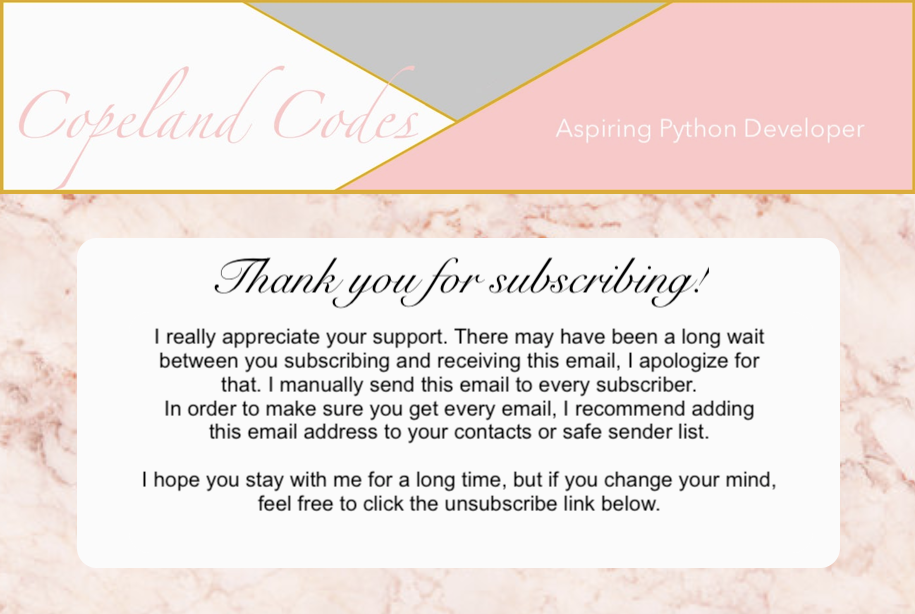 Copeland Codes
Aspiring Python Developer
Thank you for subscribing!
I really appreciate your support. There may have been a long wait
between you subscribing and receiving this email, I apologize for
that. I manually send this email to every subscriber.
In order to make sure you get every email, I recommend adding
this email address to your contacts or safe sender list.
I hope you stay with me for a long time, but if you change your mind,
feel free to click the unsubscribe link below.